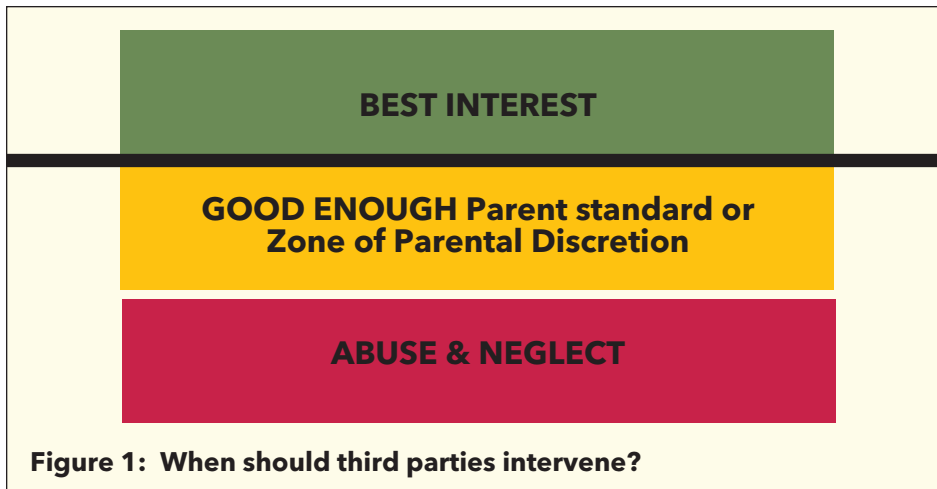 BEST INTEREST
GOOD ENOUGH Parent standard or
Zone of Parental Discretion
ABUSE & NEGLECT
Figure 1:  When should third parties intervene?